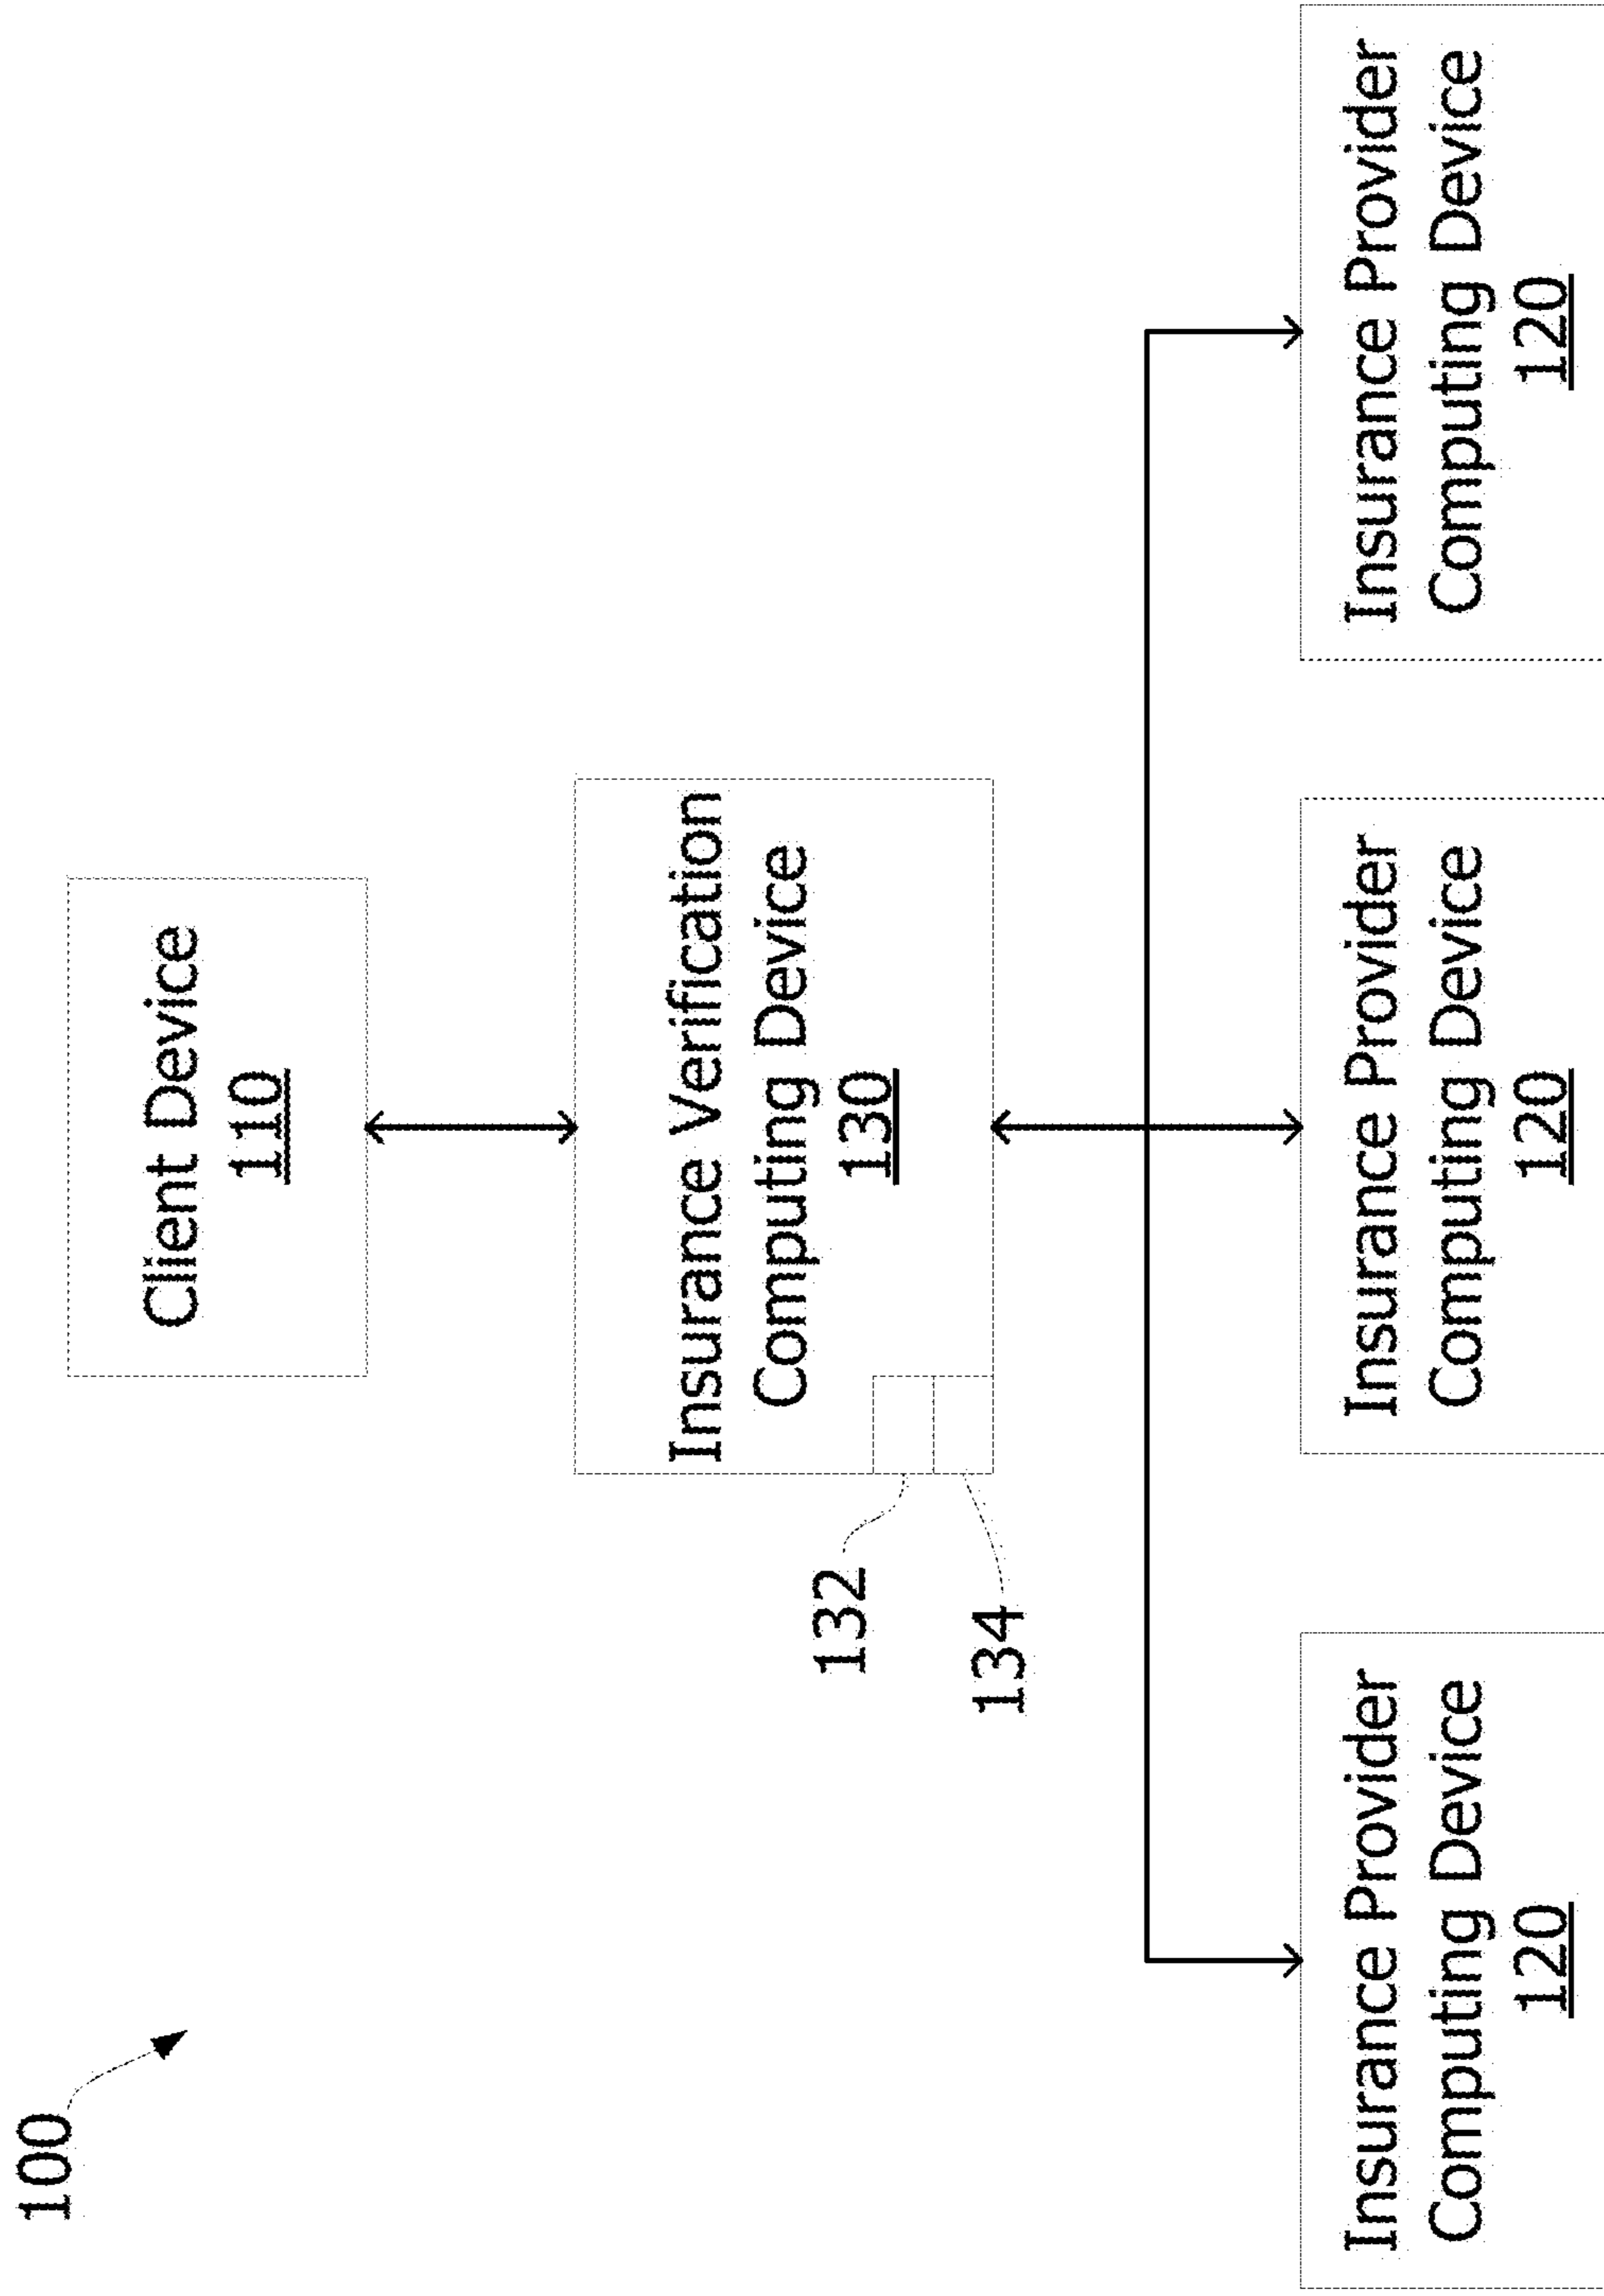 100
Client Device
110
Insurance Verification
Computing Device
130
132
134
Insurance Provider
Computing Device
120
Insurance Provider
Computing Device
120
Insurance Provider
Computing Device
120